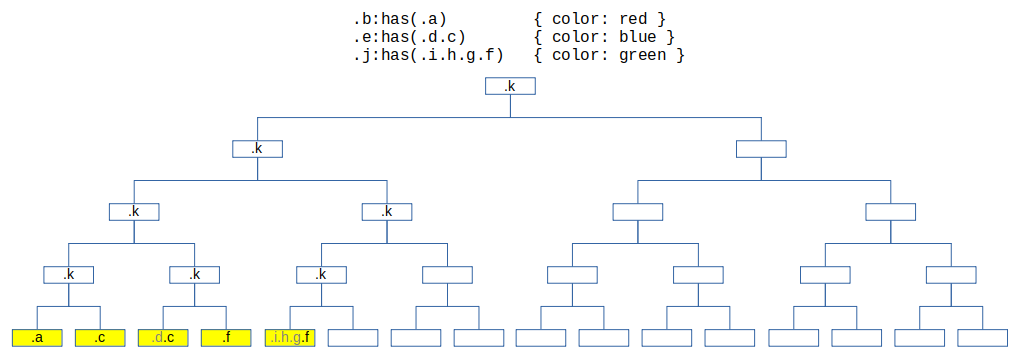 .b:has(.a) { color: red }
.e:has(.d.c) { color: blue }
.j:has(.i.h.g.f) { color: green }
.k
.k
.k .k
.k .k .k
.a .c .d.c .f .i.h.g.f